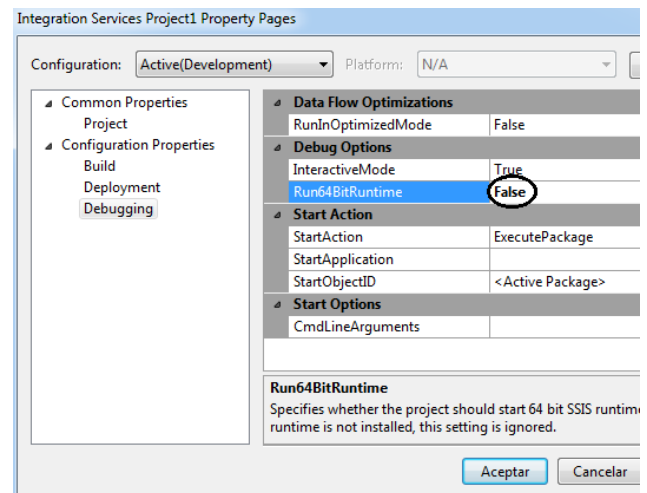 Integration Services Project1 Property Pages
Configuration: Active(Development) Platform: N/A
Common Properties
Project
Configuration Properties
Build
Deployment
Debugging
Data Flow Optimizations
RunInOptimizedMode False
Debug Options
InteractiveMode True
Run64BitRuntime False
Start Action
StartAction ExecutePackage
StartApplication
StartObjectID <Active Package>
Start Options
CmdLineArguments
Run64BitRuntime
Specifies whether the project should start 64 bit SSIS runtime
runtime is not installed, this setting is ignored.
Aceptar Cancelar